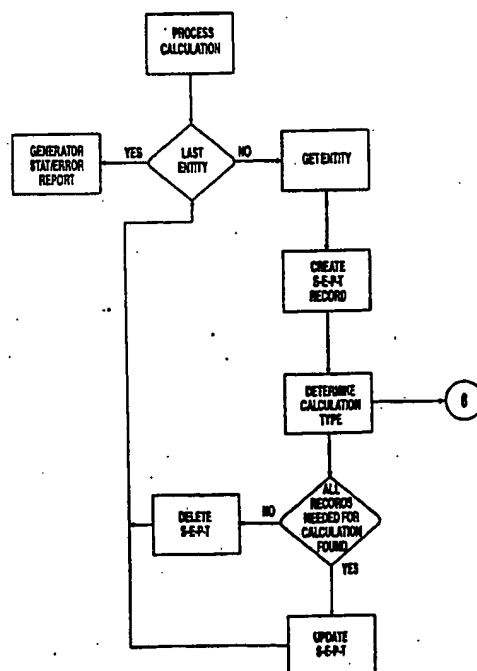 PROCESS
CALCULATION
GENERATOR
STAT/ERROR
REPORT
YES
LAST
ENTITY
NO
GET ENTITY
CREATE
S-E-P-T
RECORD
DETERMINE
CALCULATION
TYPE
6
ALL
RECORDS
NEEDED FOR
CALCULATION
FOUND
NO
DELETE
S-E-P-T
YES
UPDATE
S-E-P-T